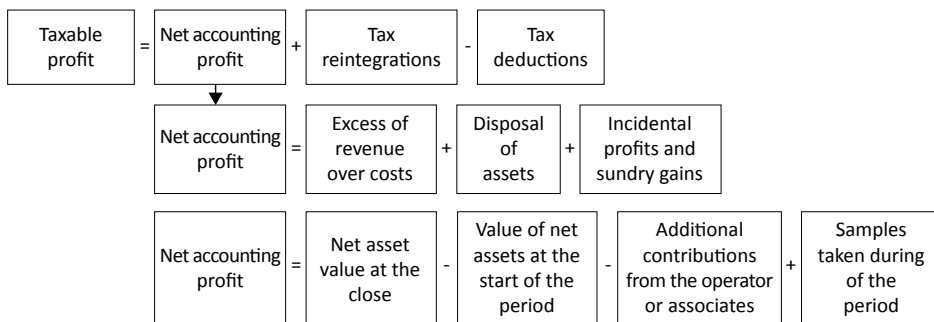 Taxable
profit
=
Net accounting
profit
+
Tax
reintegrations
-
Tax
deductions
Net accounting
profit
=
Excess of
revenue
over costs
+
Disposal
of
assets
+
Incidental
profits and
sundry gains
Net accounting
profit
=
Net asset
value at the
close
-
Value of net
assets at the
start of the
period
-
Additional
contributions
from the operator
or associates
+
Samples
taken during
of the
period